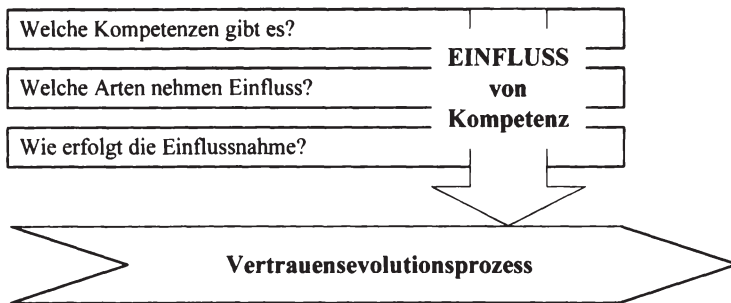 Welche Kompetenzen gibt es?
Welche Arten nehmen Einfluss?
Wie erfolgt die Einflussnahme?
EINFLUSS
von
Kompetenz
Vertrauensevolutionsprozess